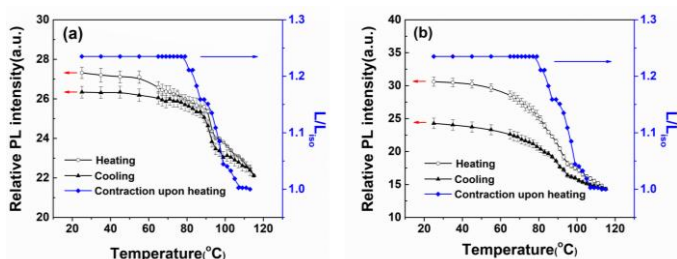 (a)
Relative PL intensity(a.u.)
28
26
24
22
20
1.3
1.2
1.1
1.0
L/Liso
Heating
Cooling
Contraction upon heating
20 40 60 80 100 120
Temperature(°C)
(b)
Relative PL intensity(a.u.)
40
35
30
25
20
15
10
1.3
1.2
1.1
1.0
L/Liso
Heating
Cooling
Contraction upon heating
20 40 60 80 100 120
Temperature(°C)